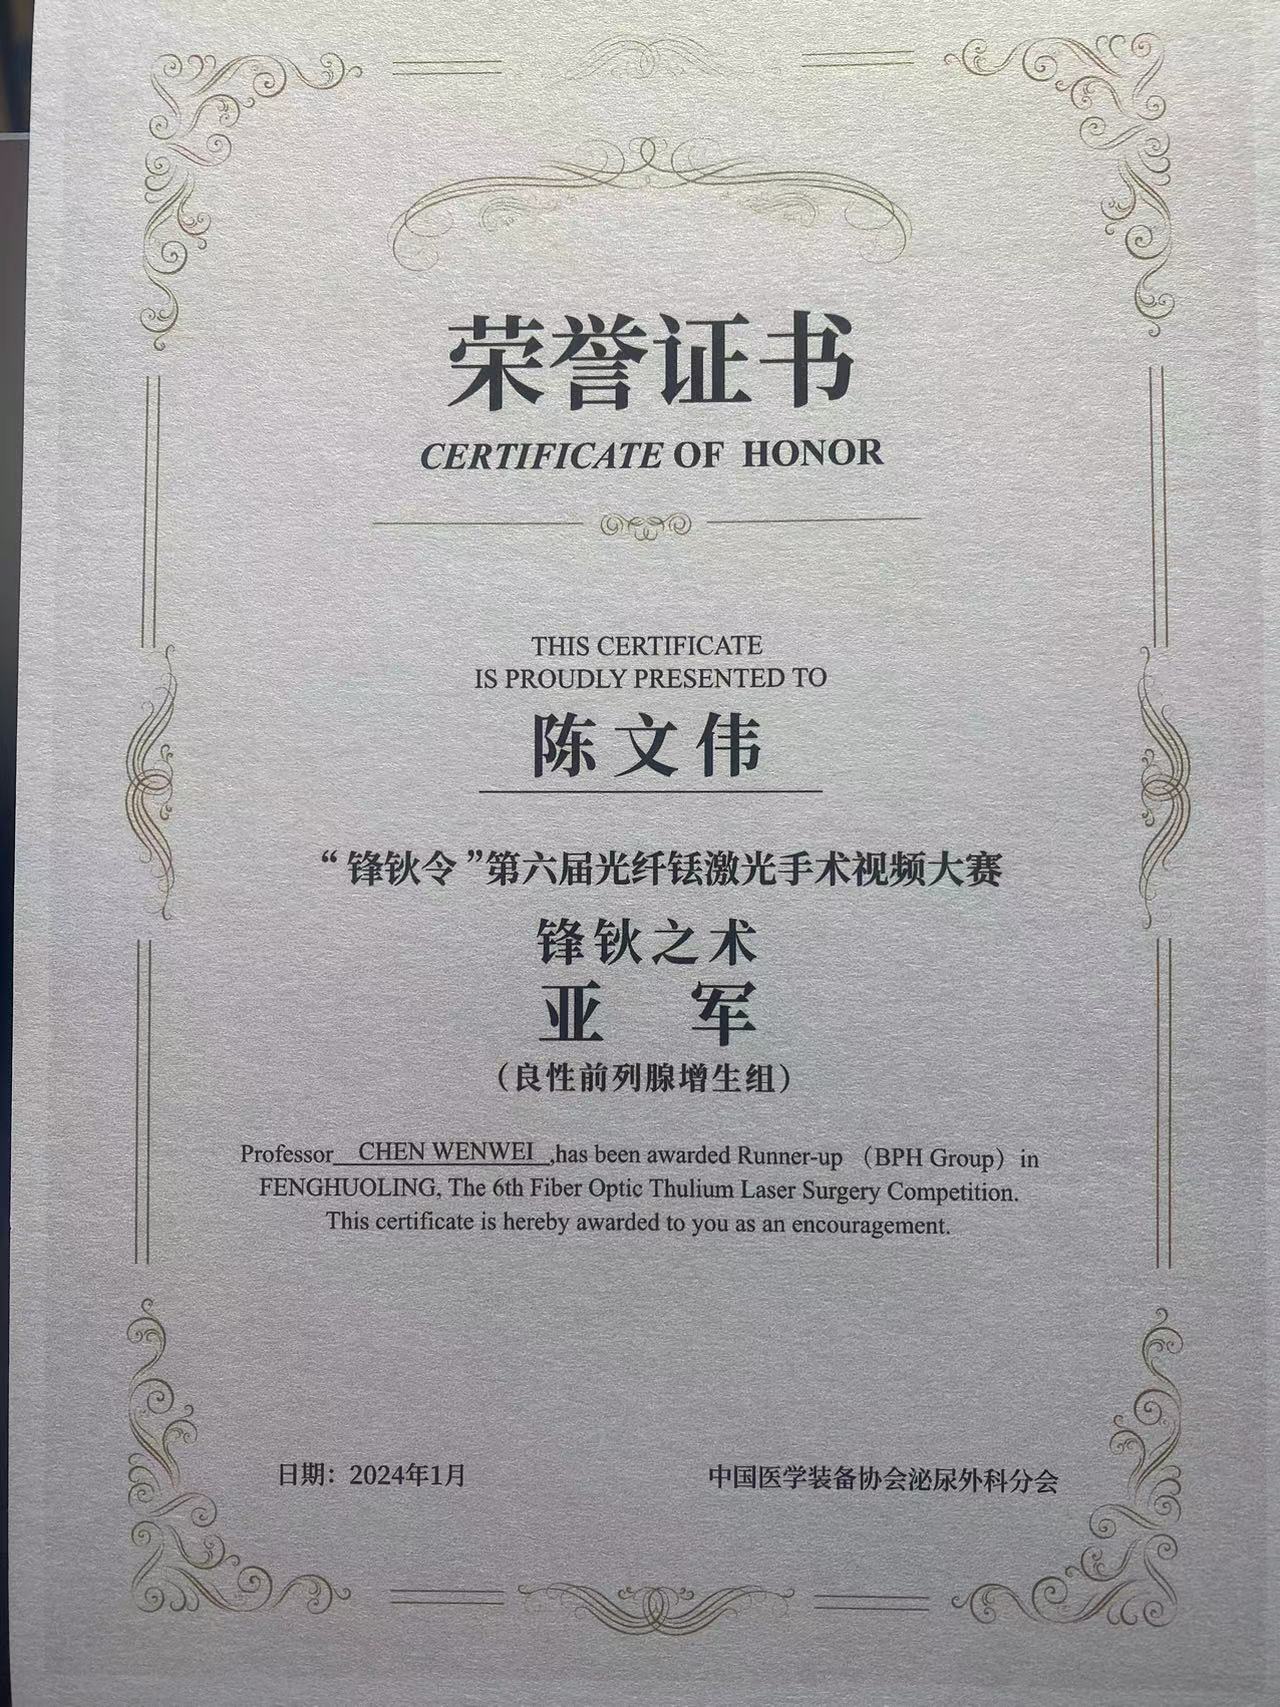 荣誉证书
CERTIFICATE OF HONOR
THIS CERTIFICATE
IS PROUDLY PRESENTED TO
陈文伟
“锋钬令”第六届光纤铥激光手术视频大赛
锋钬之术
亚 军
（良性前列腺增生组）
Professor CHEN WENWEI ,has been awarded Runner-up （BPH Group）in
FENGHUOLING, The 6th Fiber Optic Thulium Laser Surgery Competition.
This certificate is hereby awarded to you as an encouragement.
日期：2024年1月
中国医学装备协会泌尿外科分会